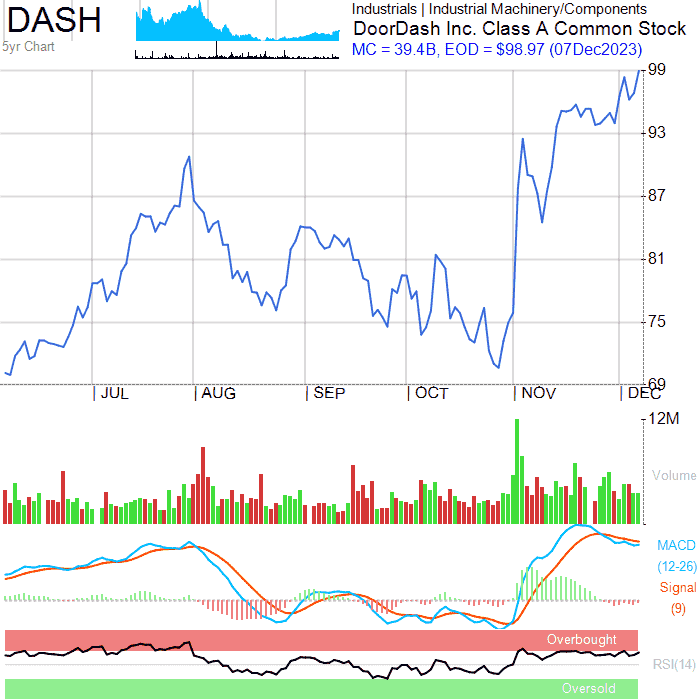 DASH
5yr Chart
Industrials | Industrial Machinery/Components
DoorDash Inc. Class A Common Stock
MC = 39.4B, EOD = $98.97 (07Dec2023)
99
93
87
81
75
69
JUL AUG SEP OCT NOV DEC
12M
Volume
MACD
(12-26)
Signal
(9)
Overbought
RSI(14)
Oversold